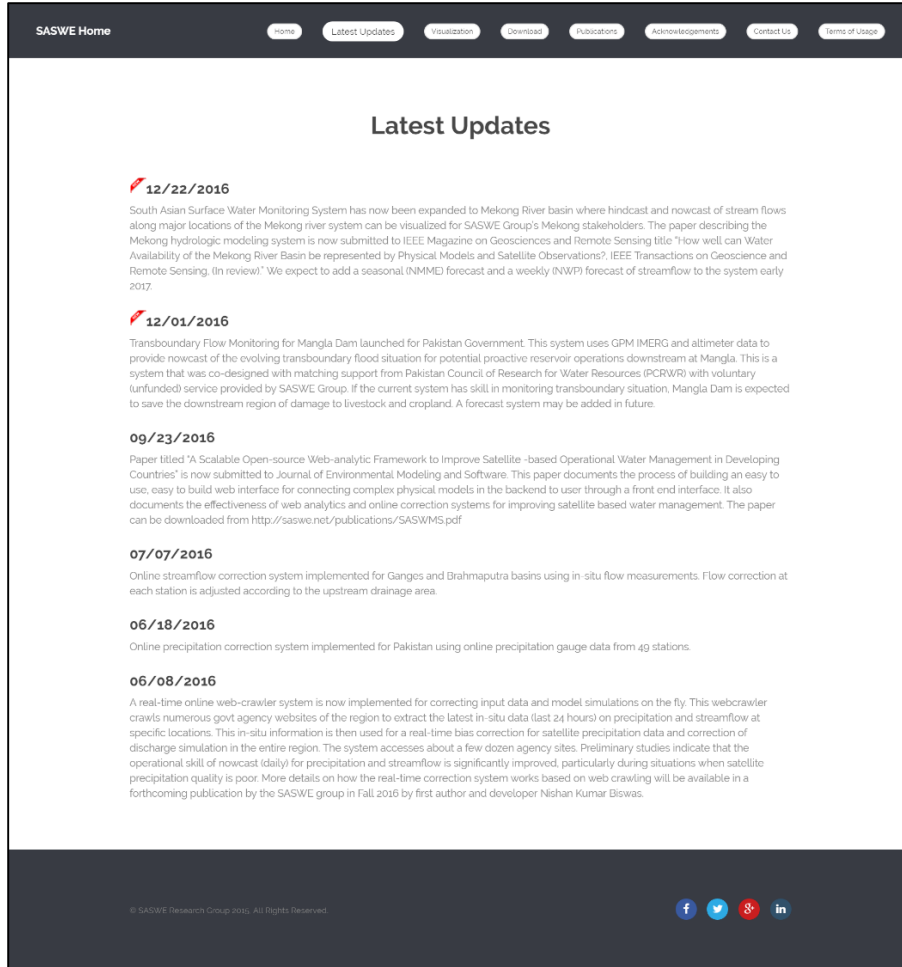 SASWE Home
Home
Latest Updates
Visualization
Download
Publications
Acknowledgements
Contact Us
Terms of Usage
Latest Updates
12/22/2016
South Asian Surface Water Monitoring System has now been expanded to Mekong River basin where hindcast and nowcast of stream flows
along major locations of the Mekong river system can be visualized for SASWE Group's Mekong stakeholders. The paper describing the
Mekong hydrologic modeling system is now submitted to IEEE Magazine on Geosciences and Remote Sensing title "How well can Water
Availability of the Mekong River Basin be represented by Physical Models and Satellite Observations?, IEEE Transactions on Geoscience and
Remote Sensing, (In review)." We expect to add a seasonal (NMME) forecast and a weekly (NWP) forecast of streamflow to the system early
2017.
12/01/2016
Transboundary Flow Monitoring for Mangla Dam launched for Pakistan Government. This system uses GPM IMERG and altimeter data to
provide nowcast of the evolving transboundary flood situation for potential proactive reservoir operations downstream at Mangla. This is a
system that was co-designed with matching support from Pakistan Council of Research for Water Resources (PCRWR) with voluntary
(unfunded) service provided by SASWE Group. If the current system has skill in monitoring transboundary situation, Mangla Dam is expected
to save the downstream region of damage to livestock and cropland. A forecast system may be added in future.
09/23/2016
Paper titled "A Scalable Open-source Web-analytic Framework to Improve Satellite -based Operational Water Management in Developing
Countries" is now submitted to Journal of Environmental Modeling and Software. This paper documents the process of building an easy to
use, easy to build web interface for connecting complex physical models in the backend to user through a front end interface. It also
documents the effectiveness of web analytics and online correction systems for improving satellite based water management. The paper
can be downloaded from http://saswe.net/publications/SASWMS.pdf
07/07/2016
Online streamflow correction system implemented for Ganges and Brahmaputra basins using in-situ flow measurements. Flow correction at
each station is adjusted according to the upstream drainage area.
06/18/2016
Online precipitation correction system implemented for Pakistan using online precipitation gauge data from 49 stations.
06/08/2016
A real-time online web-crawler system is now implemented for correcting input data and model simulations on the fly. This webcrawler
crawls numerous govt agency websites of the region to extract the latest in-situ data (last 24 hours) on precipitation and streamflow at
specific locations. This in-situ information is then used for a real-time bias correction for satellite precipitation data and correction of
discharge simulation in the entire region. The system accesses about a few dozen agency sites. Preliminary studies indicate that the
operational skill of nowcast (daily) for precipitation and streamflow is significantly improved, particularly during situations when satellite
precipitation quality is poor. More details on how the real-time correction system works based on web crawling will be available in a
forthcoming publication by the SASWE group in Fall 2016 by first author and developer Nishan Kumar Biswas.
© SASWE Research Group 2015. All Rights Reserved.